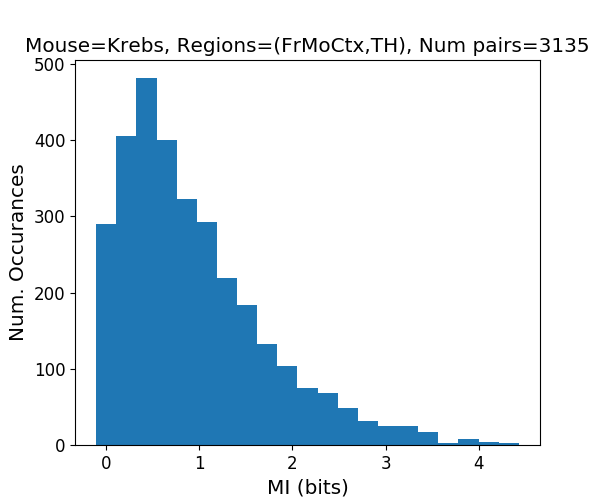 Mouse=Krebs, Regions=(FrMoCtx,TH), Num pairs=3135
500
400
300
200
100
0
Num. Occurances
0 1 2 3 4
MI (bits)